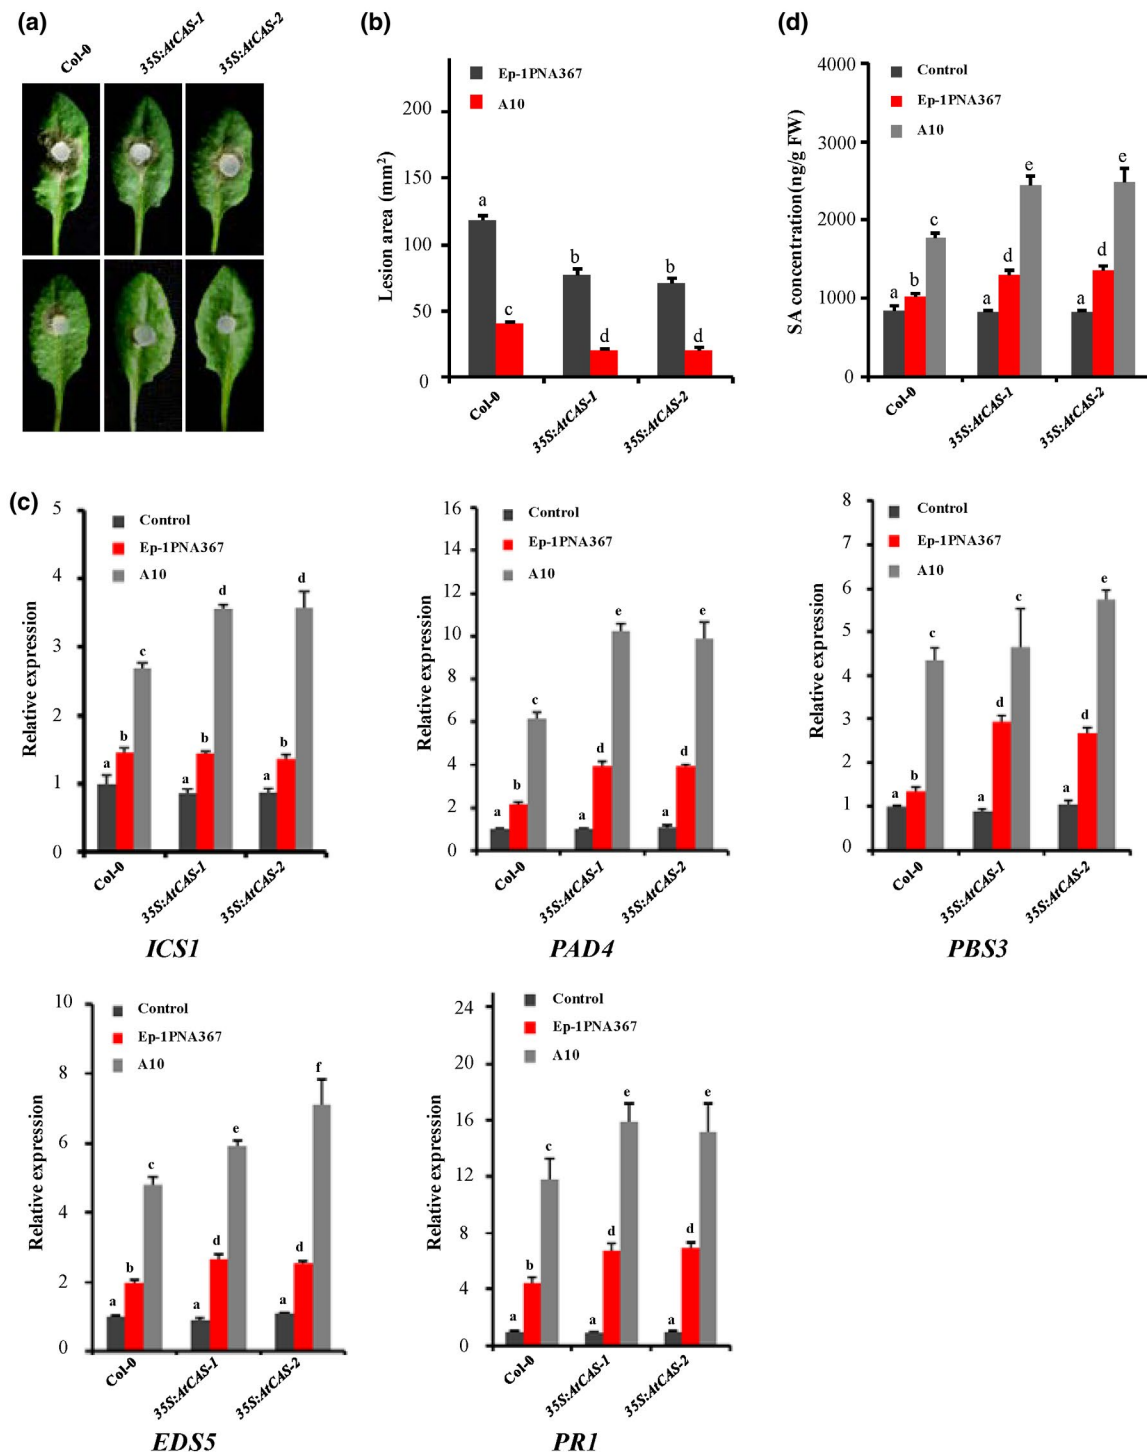 (a)
Col-0
35S:AtCAS-1
35S:AtCAS-2
(b)
Ep-1PNA367
A10
Lesion area (mm²)
200
150
100
50
0
a
c
b
d
b
d
Col-0
35S:AtCAS-1
35S:AtCAS-2
(d)
Control
Ep-1PNA367
A10
SA concentration(ng/g FW)
4000
3000
2000
1000
0
a
b
c
a
d
e
a
d
e
Col-0
35S:AtCAS-1
35S:AtCAS-2
(c)
Control
Ep-1PNA367
A10
Relative expression
5
4
3
2
1
0
a
b
c
a
b
d
a
b
d
Col-0
35S:AtCAS-1
35S:AtCAS-2
ICS1
Control
Ep-1PNA367
A10
Relative expression
16
14
12
10
8
6
4
2
0
a
b
c
a
d
e
a
d
e
Col-0
35S:AtCAS-1
35S:AtCAS-2
PAD4
Control
Ep-1PNA367
A10
Relative expression
8
7
6
5
4
3
2
1
0
a
b
c
a
d
c
a
d
e
Col-0
35S:AtCAS-1
35S:AtCAS-2
PBS3
Control
Ep-1PNA367
A10
Relative expression
10
8
6
4
2
0
a
b
c
a
d
e
a
d
f
Col-0
35S:AtCAS-1
35S:AtCAS-2
EDS5
Control
Ep-1PNA367
A10
Relative expression
24
20
16
12
8
4
0
a
b
c
a
d
e
a
d
e
Col-0
35S:AtCAS-1
35S:AtCAS-2
PR1